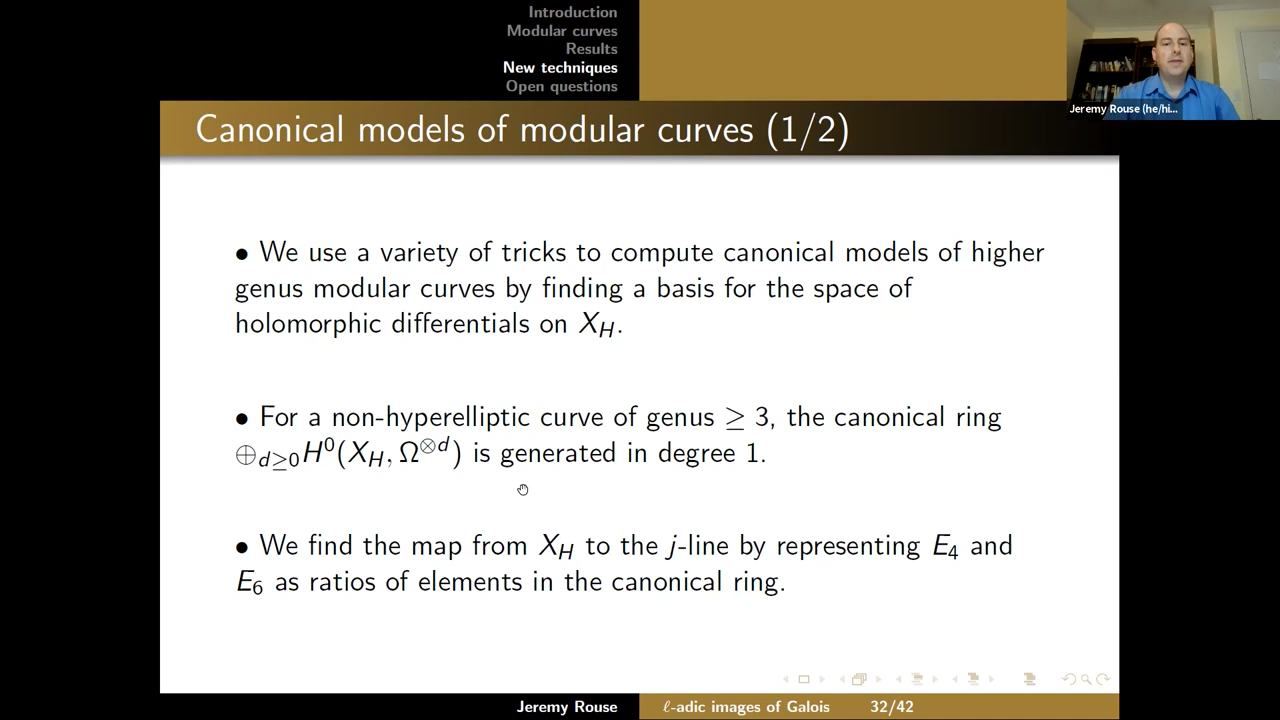 Introduction
Modular curves
Results
New techniques
Open questions
Jeremy Rouse (he/hi...
Canonical models of modular curves (1/2)
• We use a variety of tricks to compute canonical models of higher
genus modular curves by finding a basis for the space of
holomorphic differentials on X_H.
• For a non-hyperelliptic curve of genus ≥ 3, the canonical ring
⊕_{d≥0}H^0(X_H, Ω^{⊗d}) is generated in degree 1.
• We find the map from X_H to the j-line by representing E_4 and
E_6 as ratios of elements in the canonical ring.
Jeremy Rouse ℓ-adic images of Galois 32/42